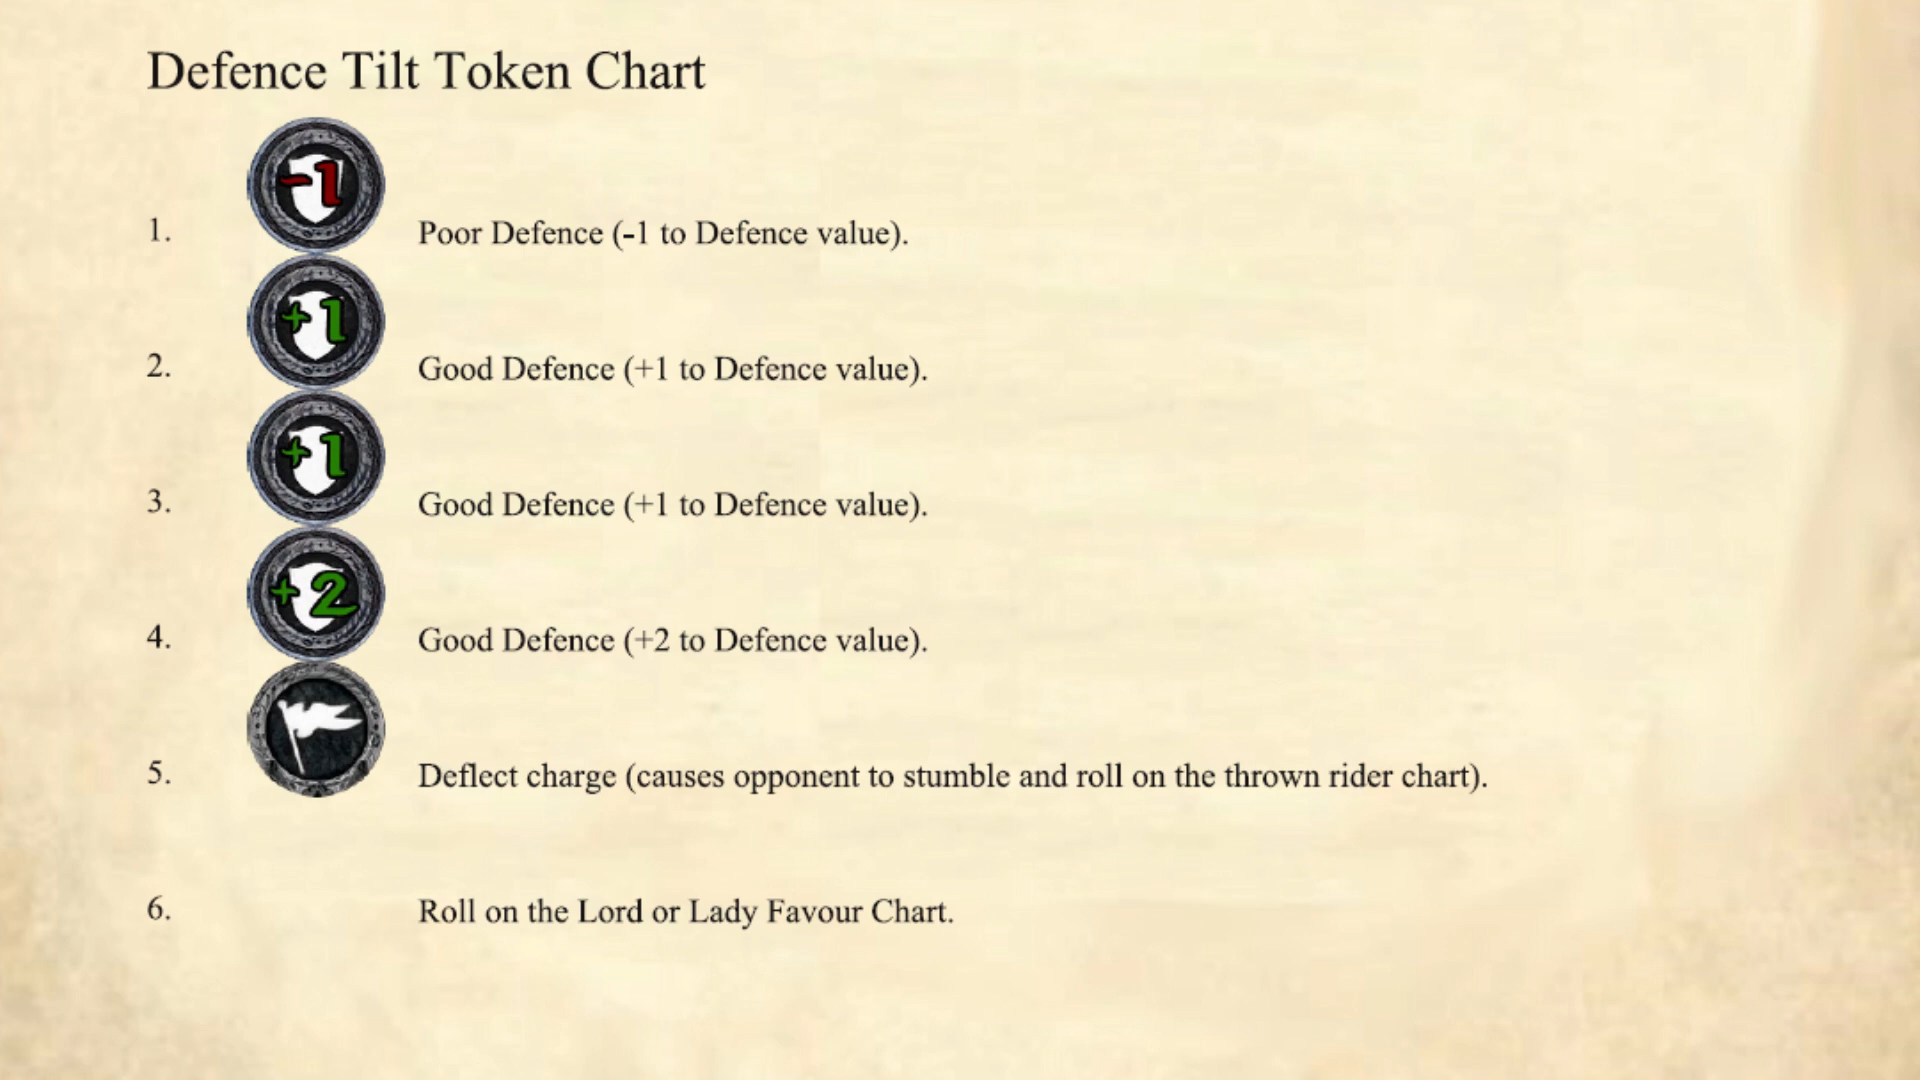 Defence Tilt Token Chart
-1
1. Poor Defence (-1 to Defence value).
+1
2. Good Defence (+1 to Defence value).
+1
3. Good Defence (+1 to Defence value).
+2
4. Good Defence (+2 to Defence value).
5. Deflect charge (causes opponent to stumble and roll on the thrown rider chart).
6. Roll on the Lord or Lady Favour Chart.